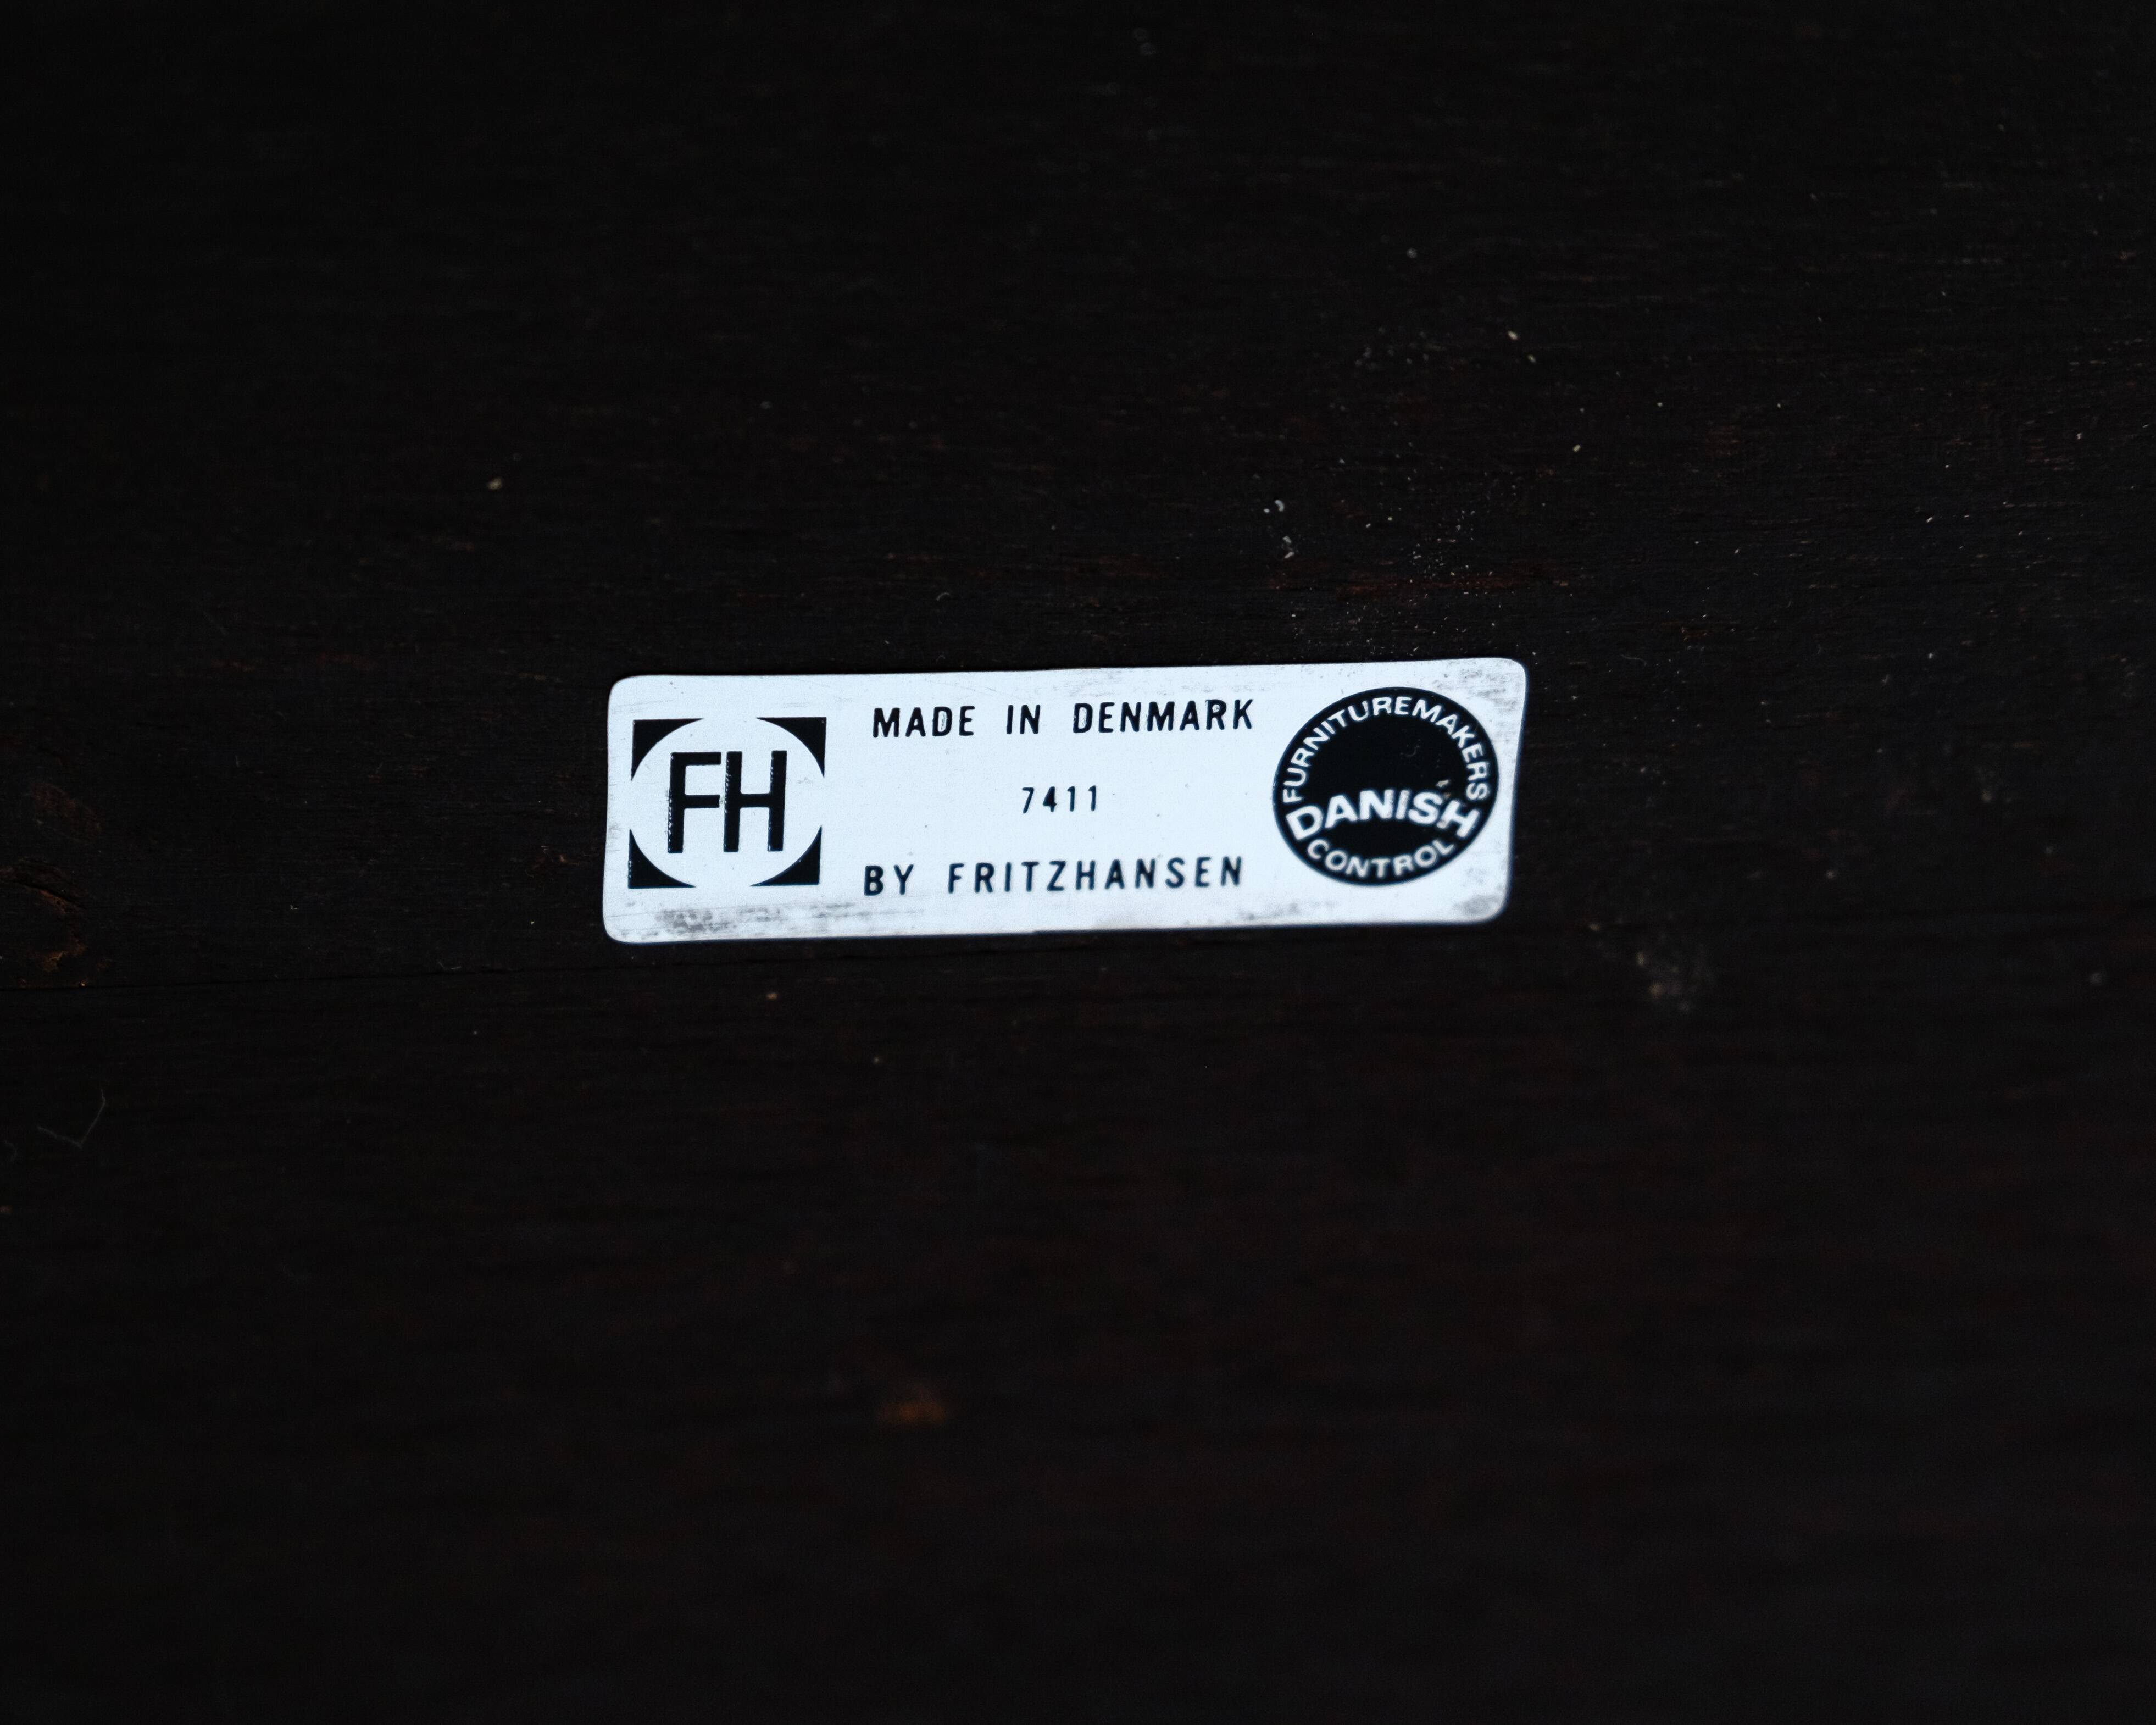 FH
MADE IN DENMARK
7411
BY FRITZHANSEN
FURNITUREMAKERS
DANISH
CONTROL